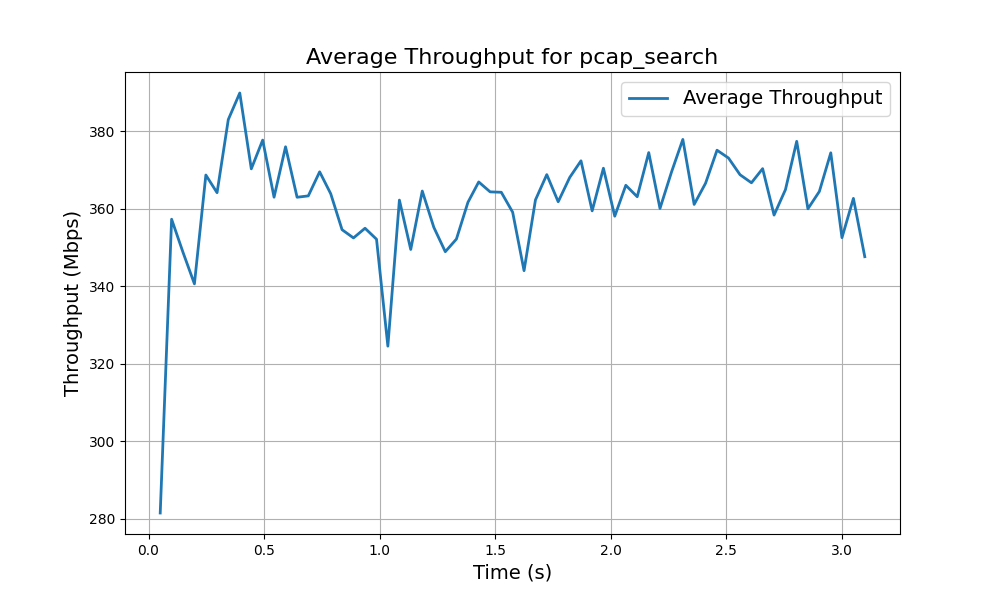 Average Throughput for pcap_search
Average Throughput
Throughput (Mbps)
380
360
340
320
300
280
0.0 0.5 1.0 1.5 2.0 2.5 3.0
Time (s)